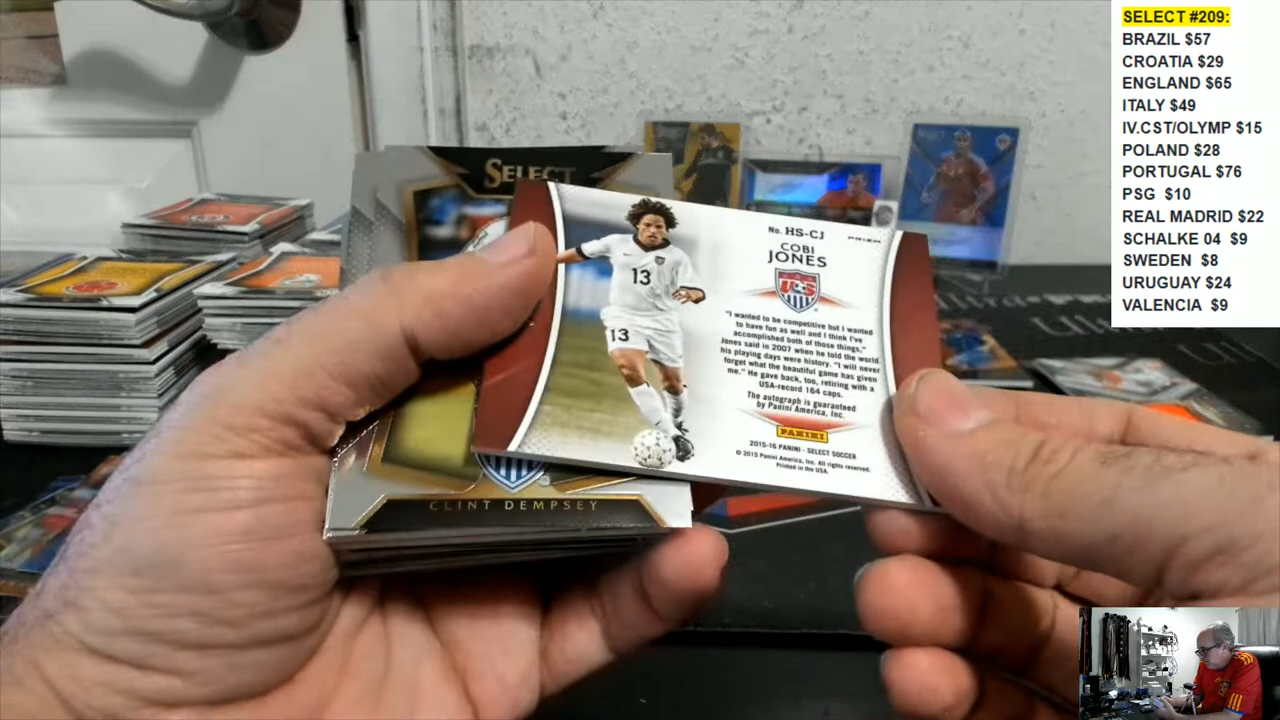 SELECT #209:
BRAZIL $57
CROATIA $29
ENGLAND $65
ITALY $49
IV.CST/OLYMP $15
POLAND $28
PORTUGAL $76
PSG $10
REAL MADRID $22
SCHALKE 04 $9
SWEDEN $8
URUGUAY $24
VALENCIA $9
SELECT
No. HS-CJ
PRIZM
COBI
JONES
US
13
13
"I wanted to be competitive but I wanted
to have fun as well and I think I've
accomplished both of those things,"
Jones said in 2007 when he told the world
his playing days were history. "I will never
forget what the beautiful game has given
me." He gave back, too, retiring with a
USA-record 164 caps.
The autograph is guaranteed
by Panini America, Inc.
PANINI
2015-16 PANINI - SELECT SOCCER
© 2015 Panini America, Inc. All rights reserved.
Printed in the USA.
CLINT DEMPSEY